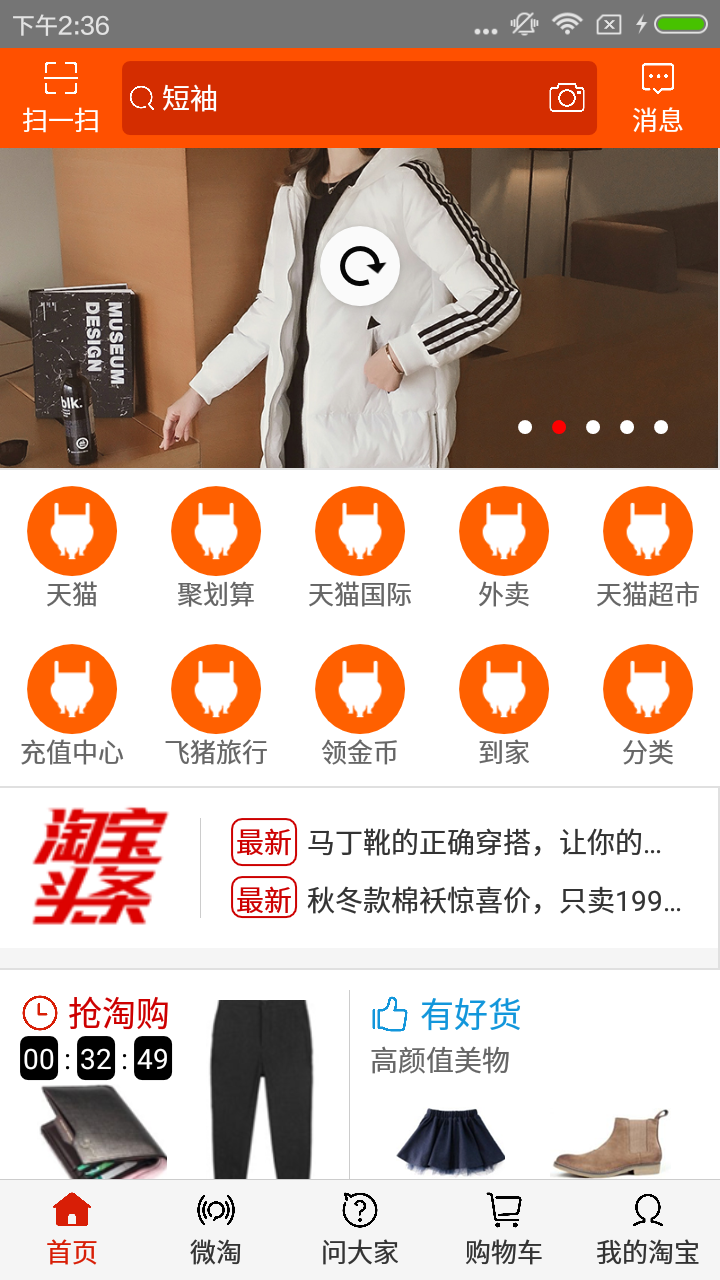 下午2:36
扫一扫
短袖
消息
MUSEUM
DESIGN
blk.
天猫
聚划算
天猫国际
外卖
天猫超市
充值中心
飞猪旅行
领金币
到家
分类
淘宝
头条
最新 马丁靴的正确穿搭，让你的...
最新 秋冬款棉袄惊喜价，只卖199...
抢淘购
00 : 32 : 49
有好货
高颜值美物
首页
微淘
问大家
购物车
我的淘宝